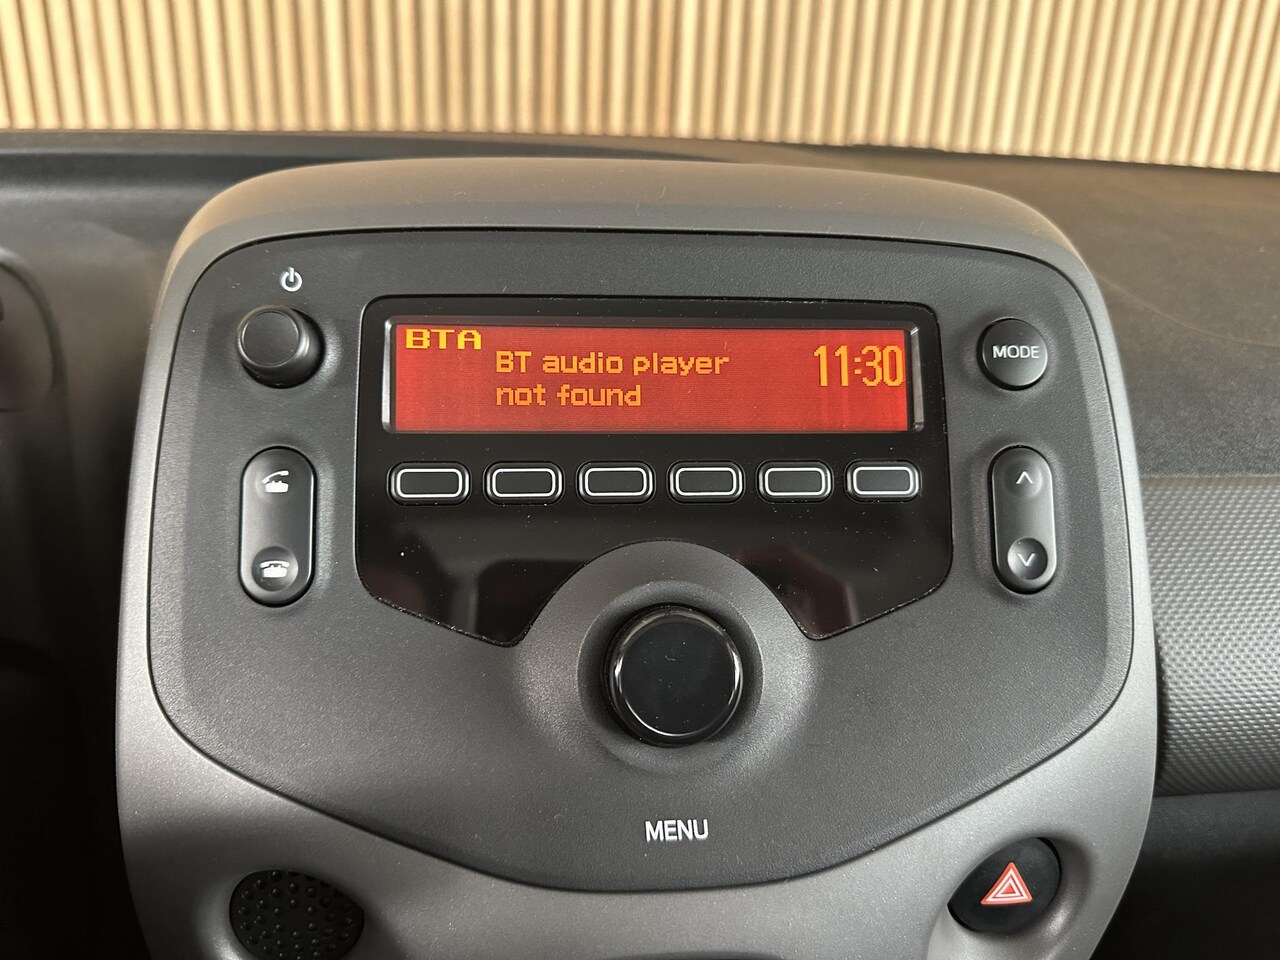 BTA
BT audio player
not found
11:30
MODE
MENU